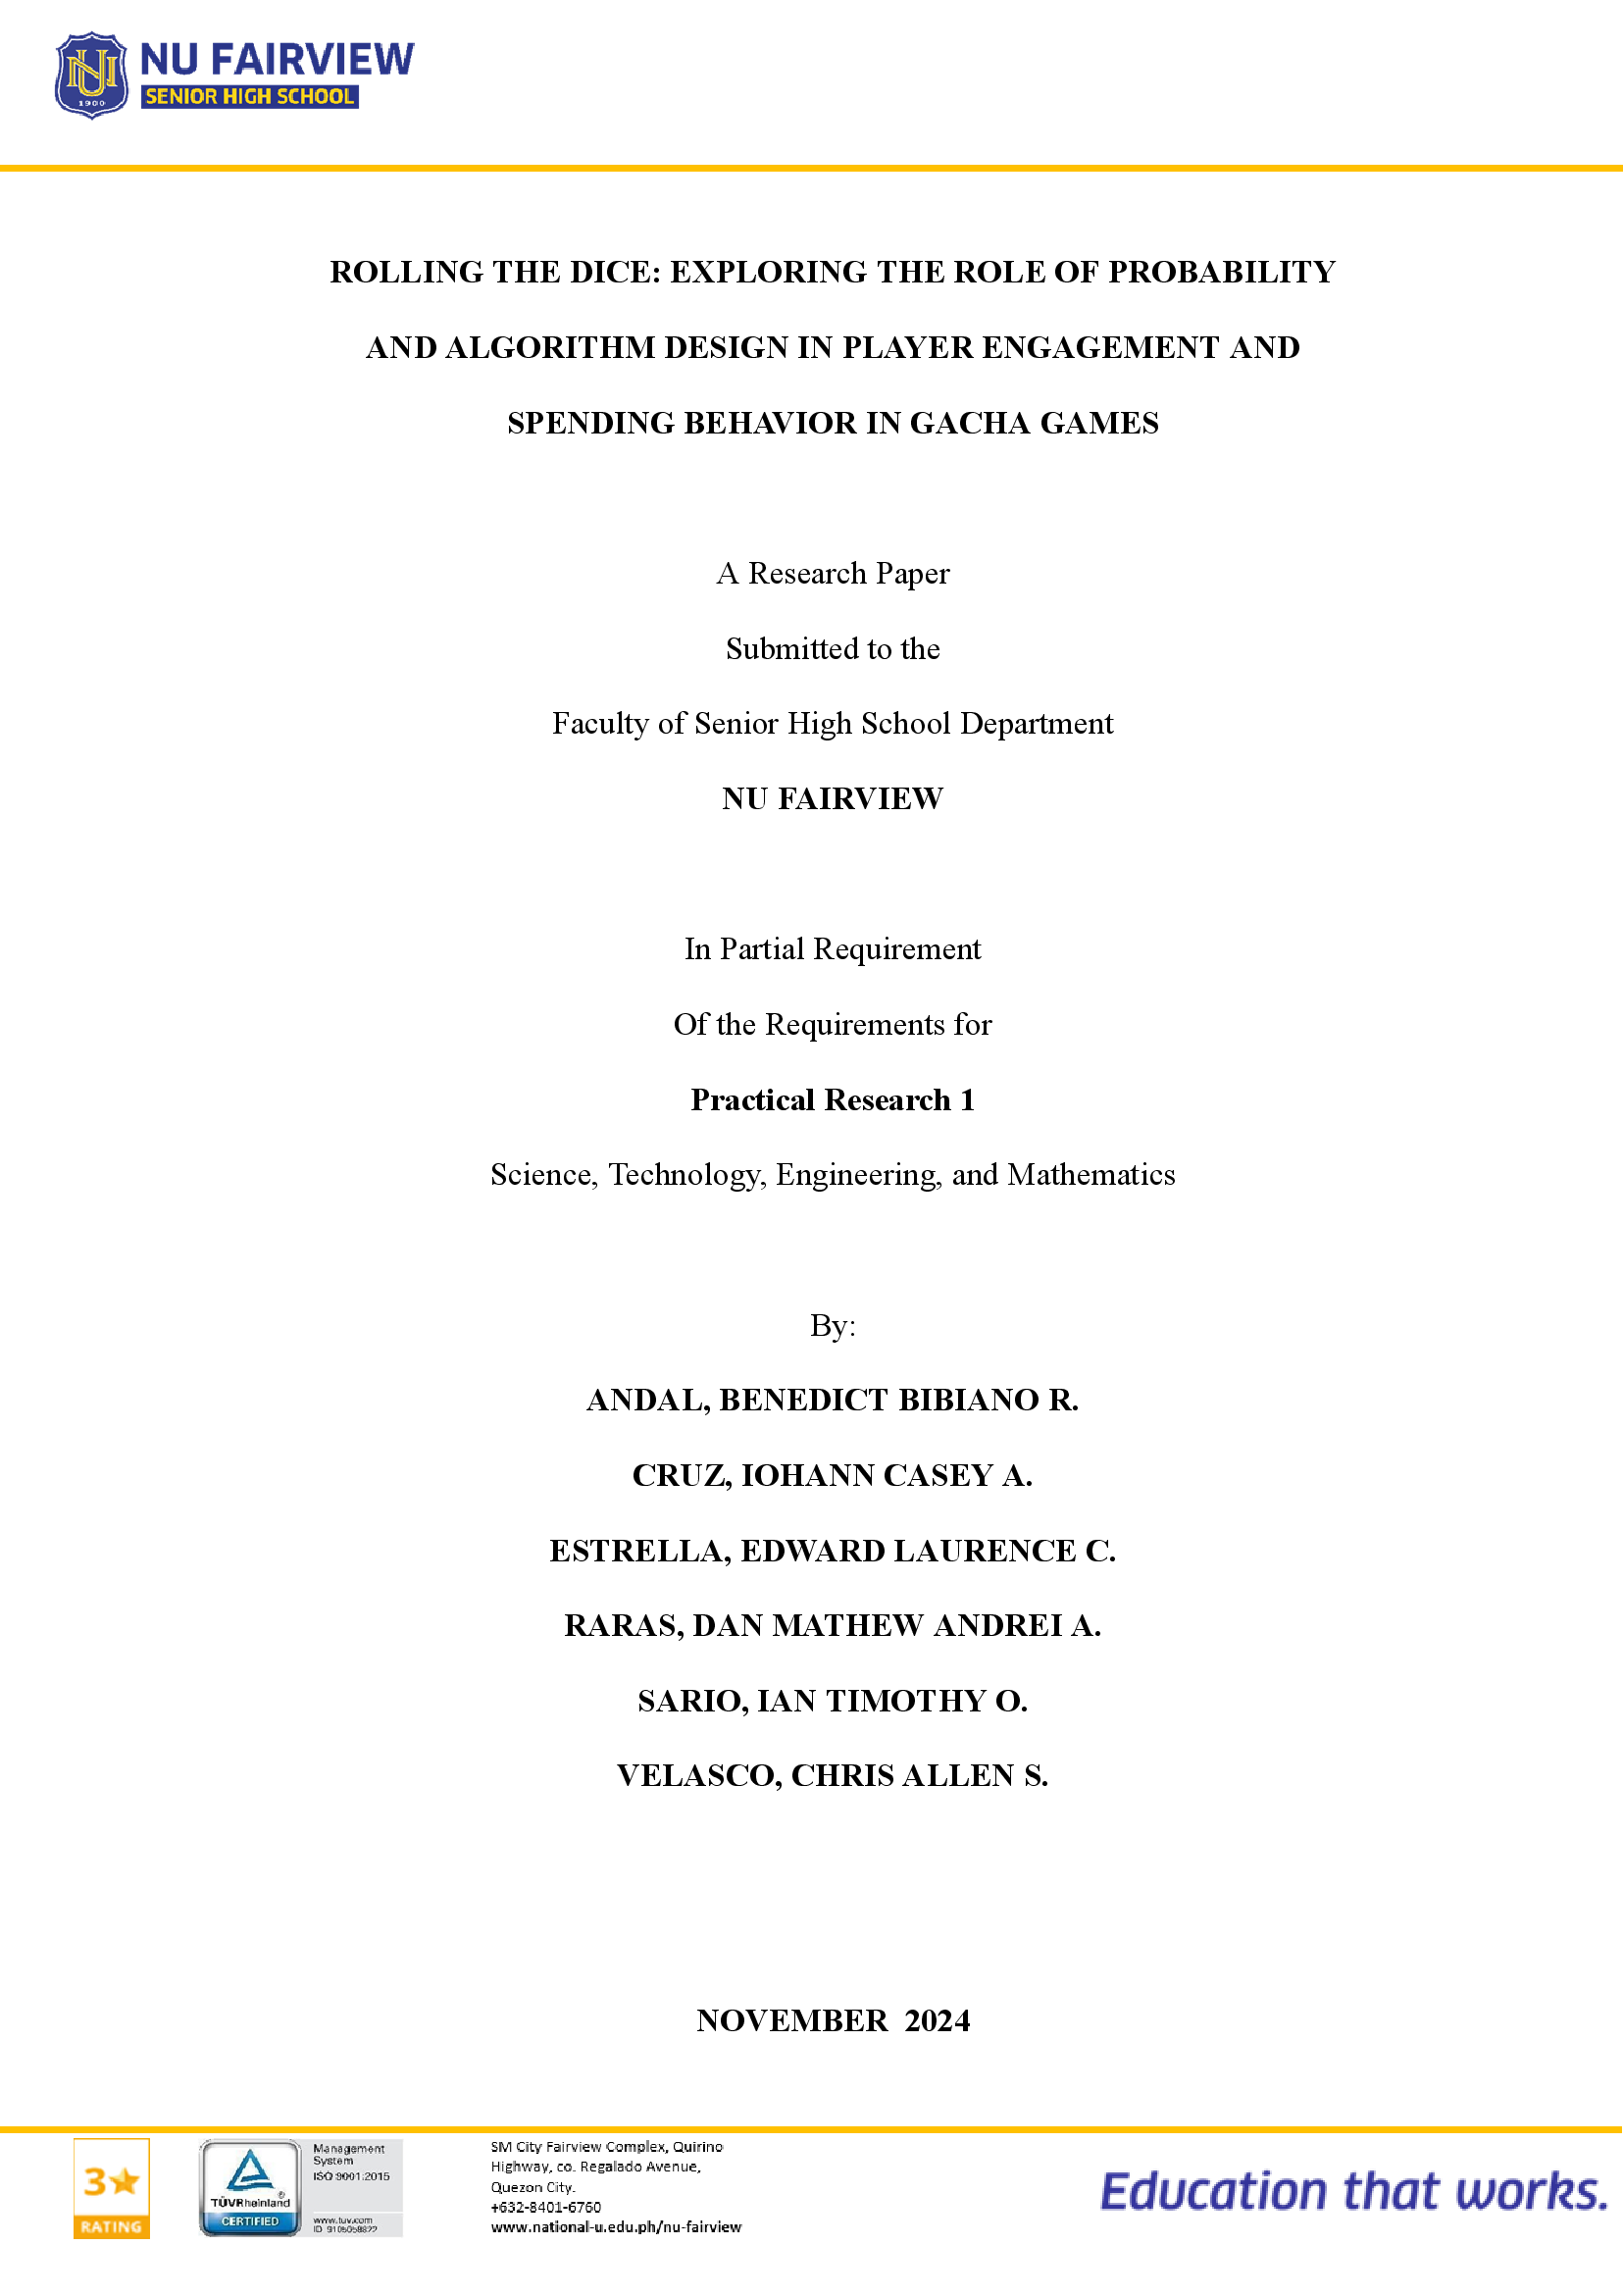 NU FAIRVIEW
SENIOR HIGH SCHOOL
1900
ROLLING THE DICE: EXPLORING THE ROLE OF PROBABILITY
AND ALGORITHM DESIGN IN PLAYER ENGAGEMENT AND
SPENDING BEHAVIOR IN GACHA GAMES
A Research Paper
Submitted to the
Faculty of Senior High School Department
NU FAIRVIEW
In Partial Requirement
Of the Requirements for
Practical Research 1
Science, Technology, Engineering, and Mathematics
By:
ANDAL, BENEDICT BIBIANO R.
CRUZ, IOHANN CASEY A.
ESTRELLA, EDWARD LAURENCE C.
RARAS, DAN MATHEW ANDREI A.
SARIO, IAN TIMOTHY O.
VELASCO, CHRIS ALLEN S.
NOVEMBER 2024
3
RATING
TÜVRheinland®
CERTIFIED
Management
System
ISO 9001:2015
www.tuv.com
ID
SM City Fairview Complex, Quirino
Highway, co. Regalado Avenue,
Quezon City.
+632-8401-6760
www.national-u.edu.ph/nu-fairview
Education that works.